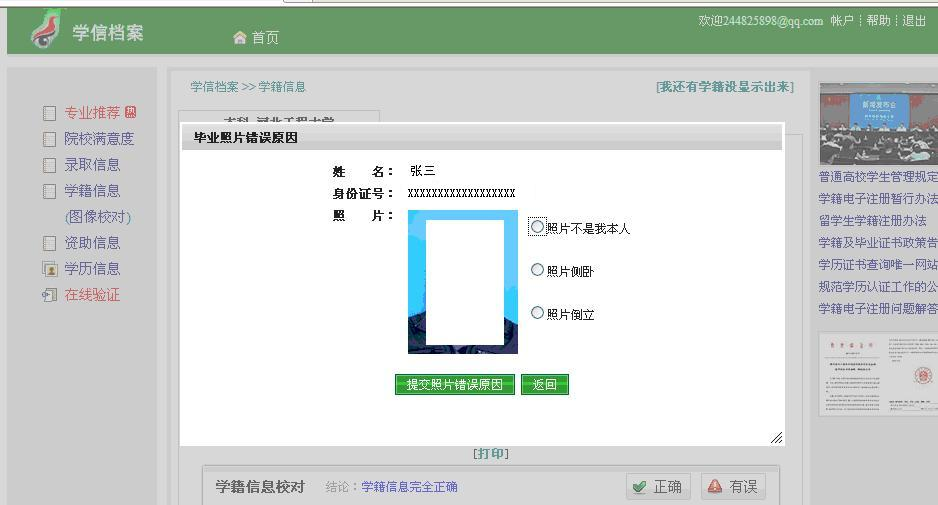 学信档案
首页
欢迎244825898@qq.com 帐户 | 帮助 | 退出
专业推荐 热
院校满意度
录取信息
学籍信息
(图像校对)
资助信息
学历信息
在线验证
学信档案 >> 学籍信息
[我还有学籍没显示出来]
毕业照片错误原因
姓 名： 张三
身份证号： XXXXXXXXXXXXXXXXXX
照 片：
照片不是我本人
照片侧卧
照片倒立
提交照片错误原因 返回
[打印]
学籍信息校对 结论：学籍信息完全正确 正确 有误
新闻发布会
普通高校学生管理规定
学籍电子注册暂行办法
留学生学籍注册办法
学籍及毕业证书政策告
学历证书查询唯一网站
规范学历认证工作的公
学籍电子注册问题解答